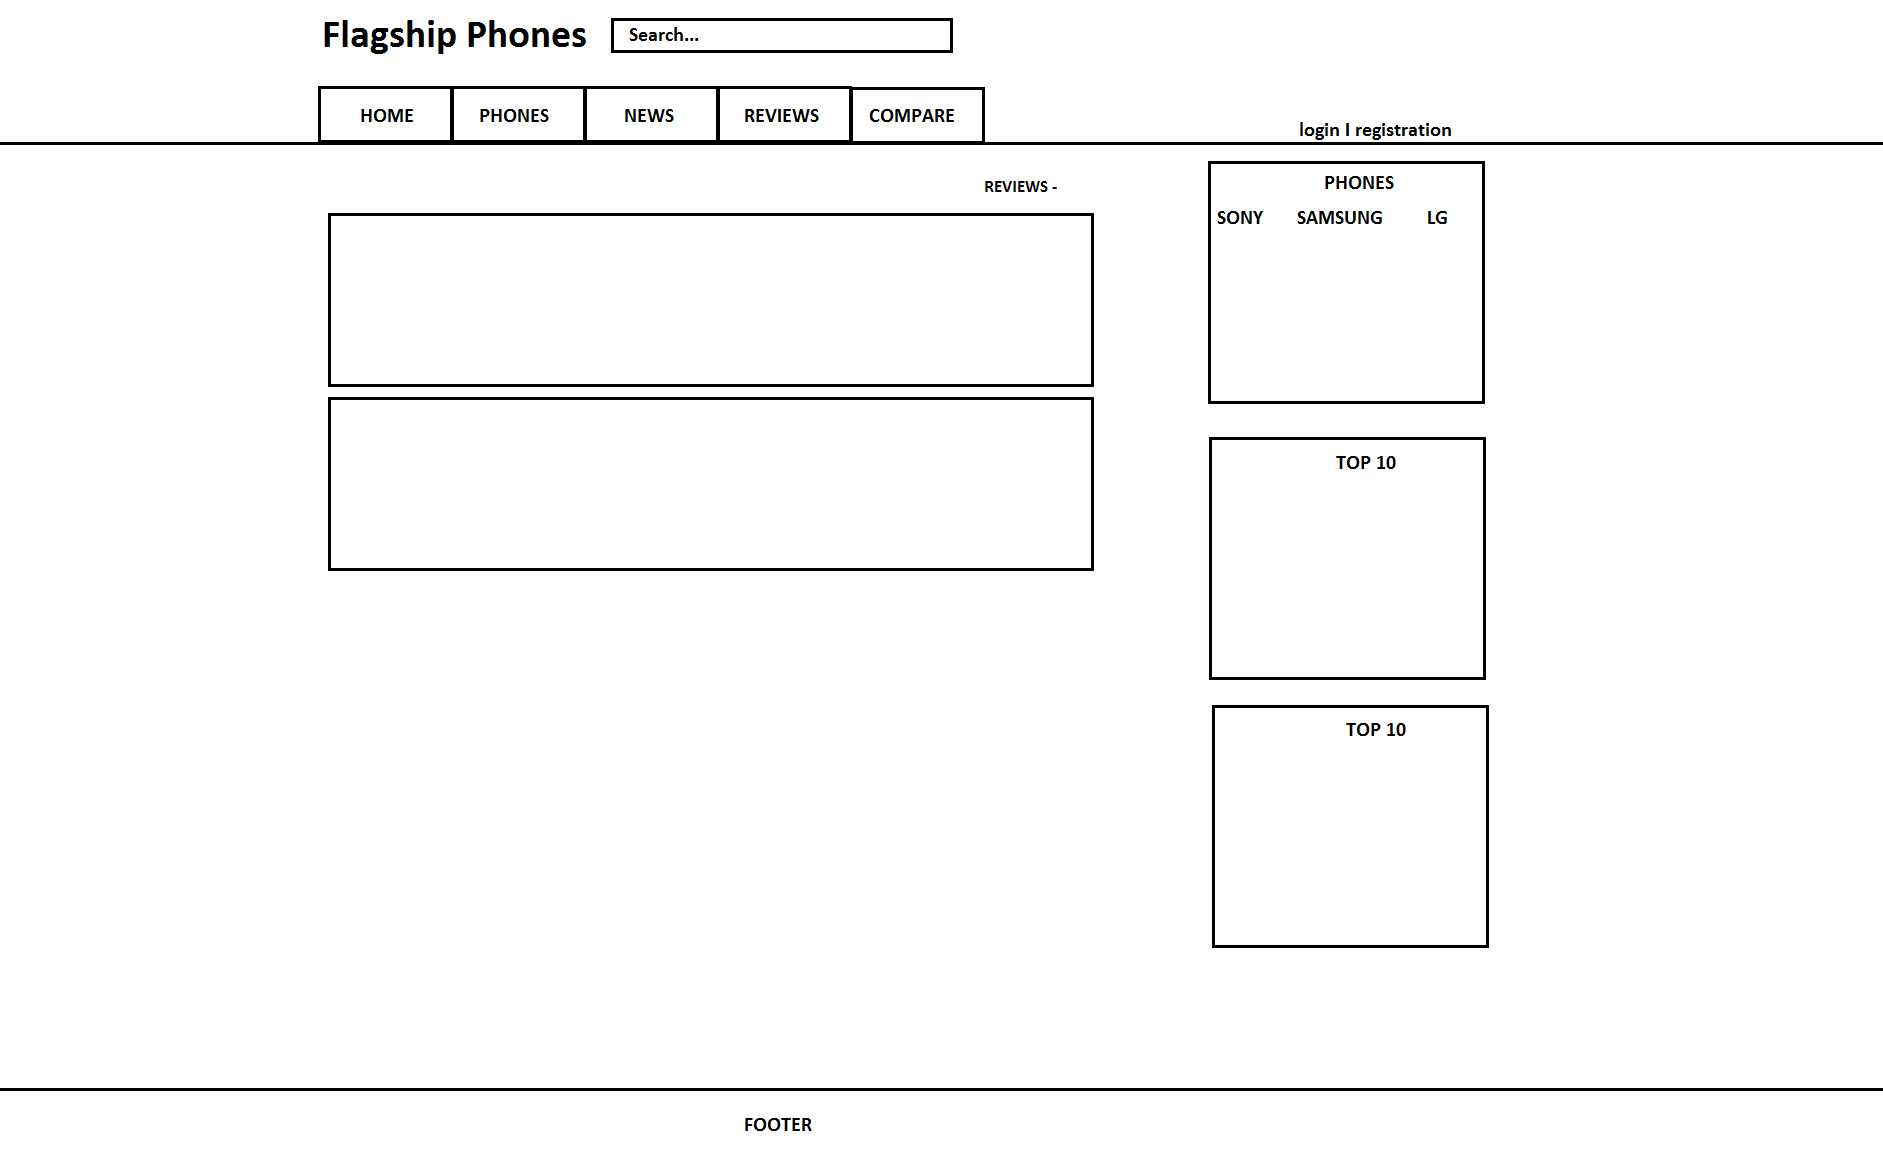 Flagship Phones
Search...
HOME PHONES NEWS REVIEWS COMPARE
login I registration
REVIEWS -
PHONES
SONY SAMSUNG LG
TOP 10
TOP 10
FOOTER